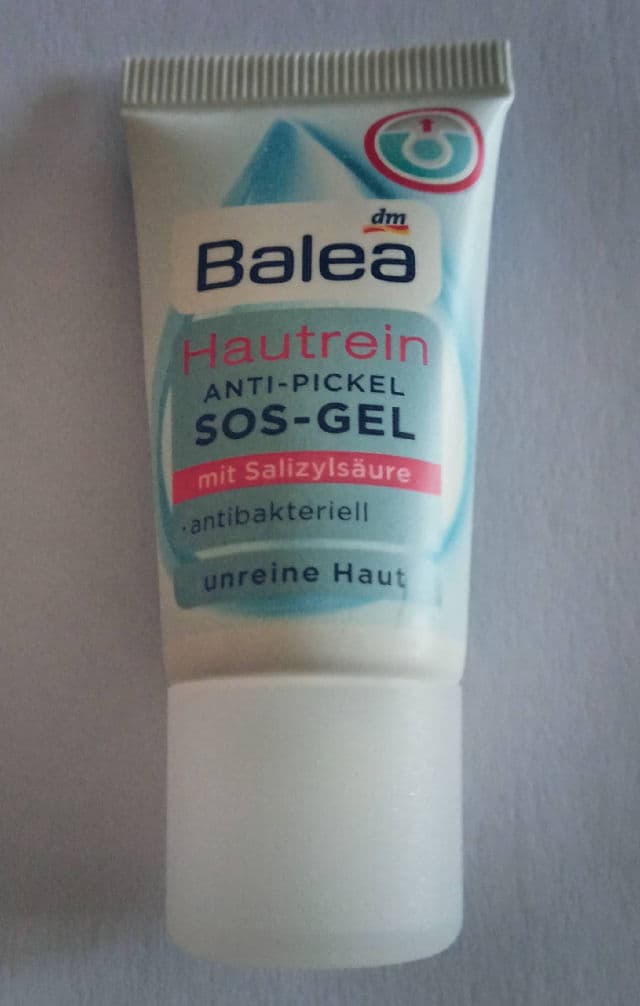 dm
Balea
Hautrein
ANTI-PICKEL
SOS-GEL
mit Salizylsäure
·antibakteriell
unreine Haut